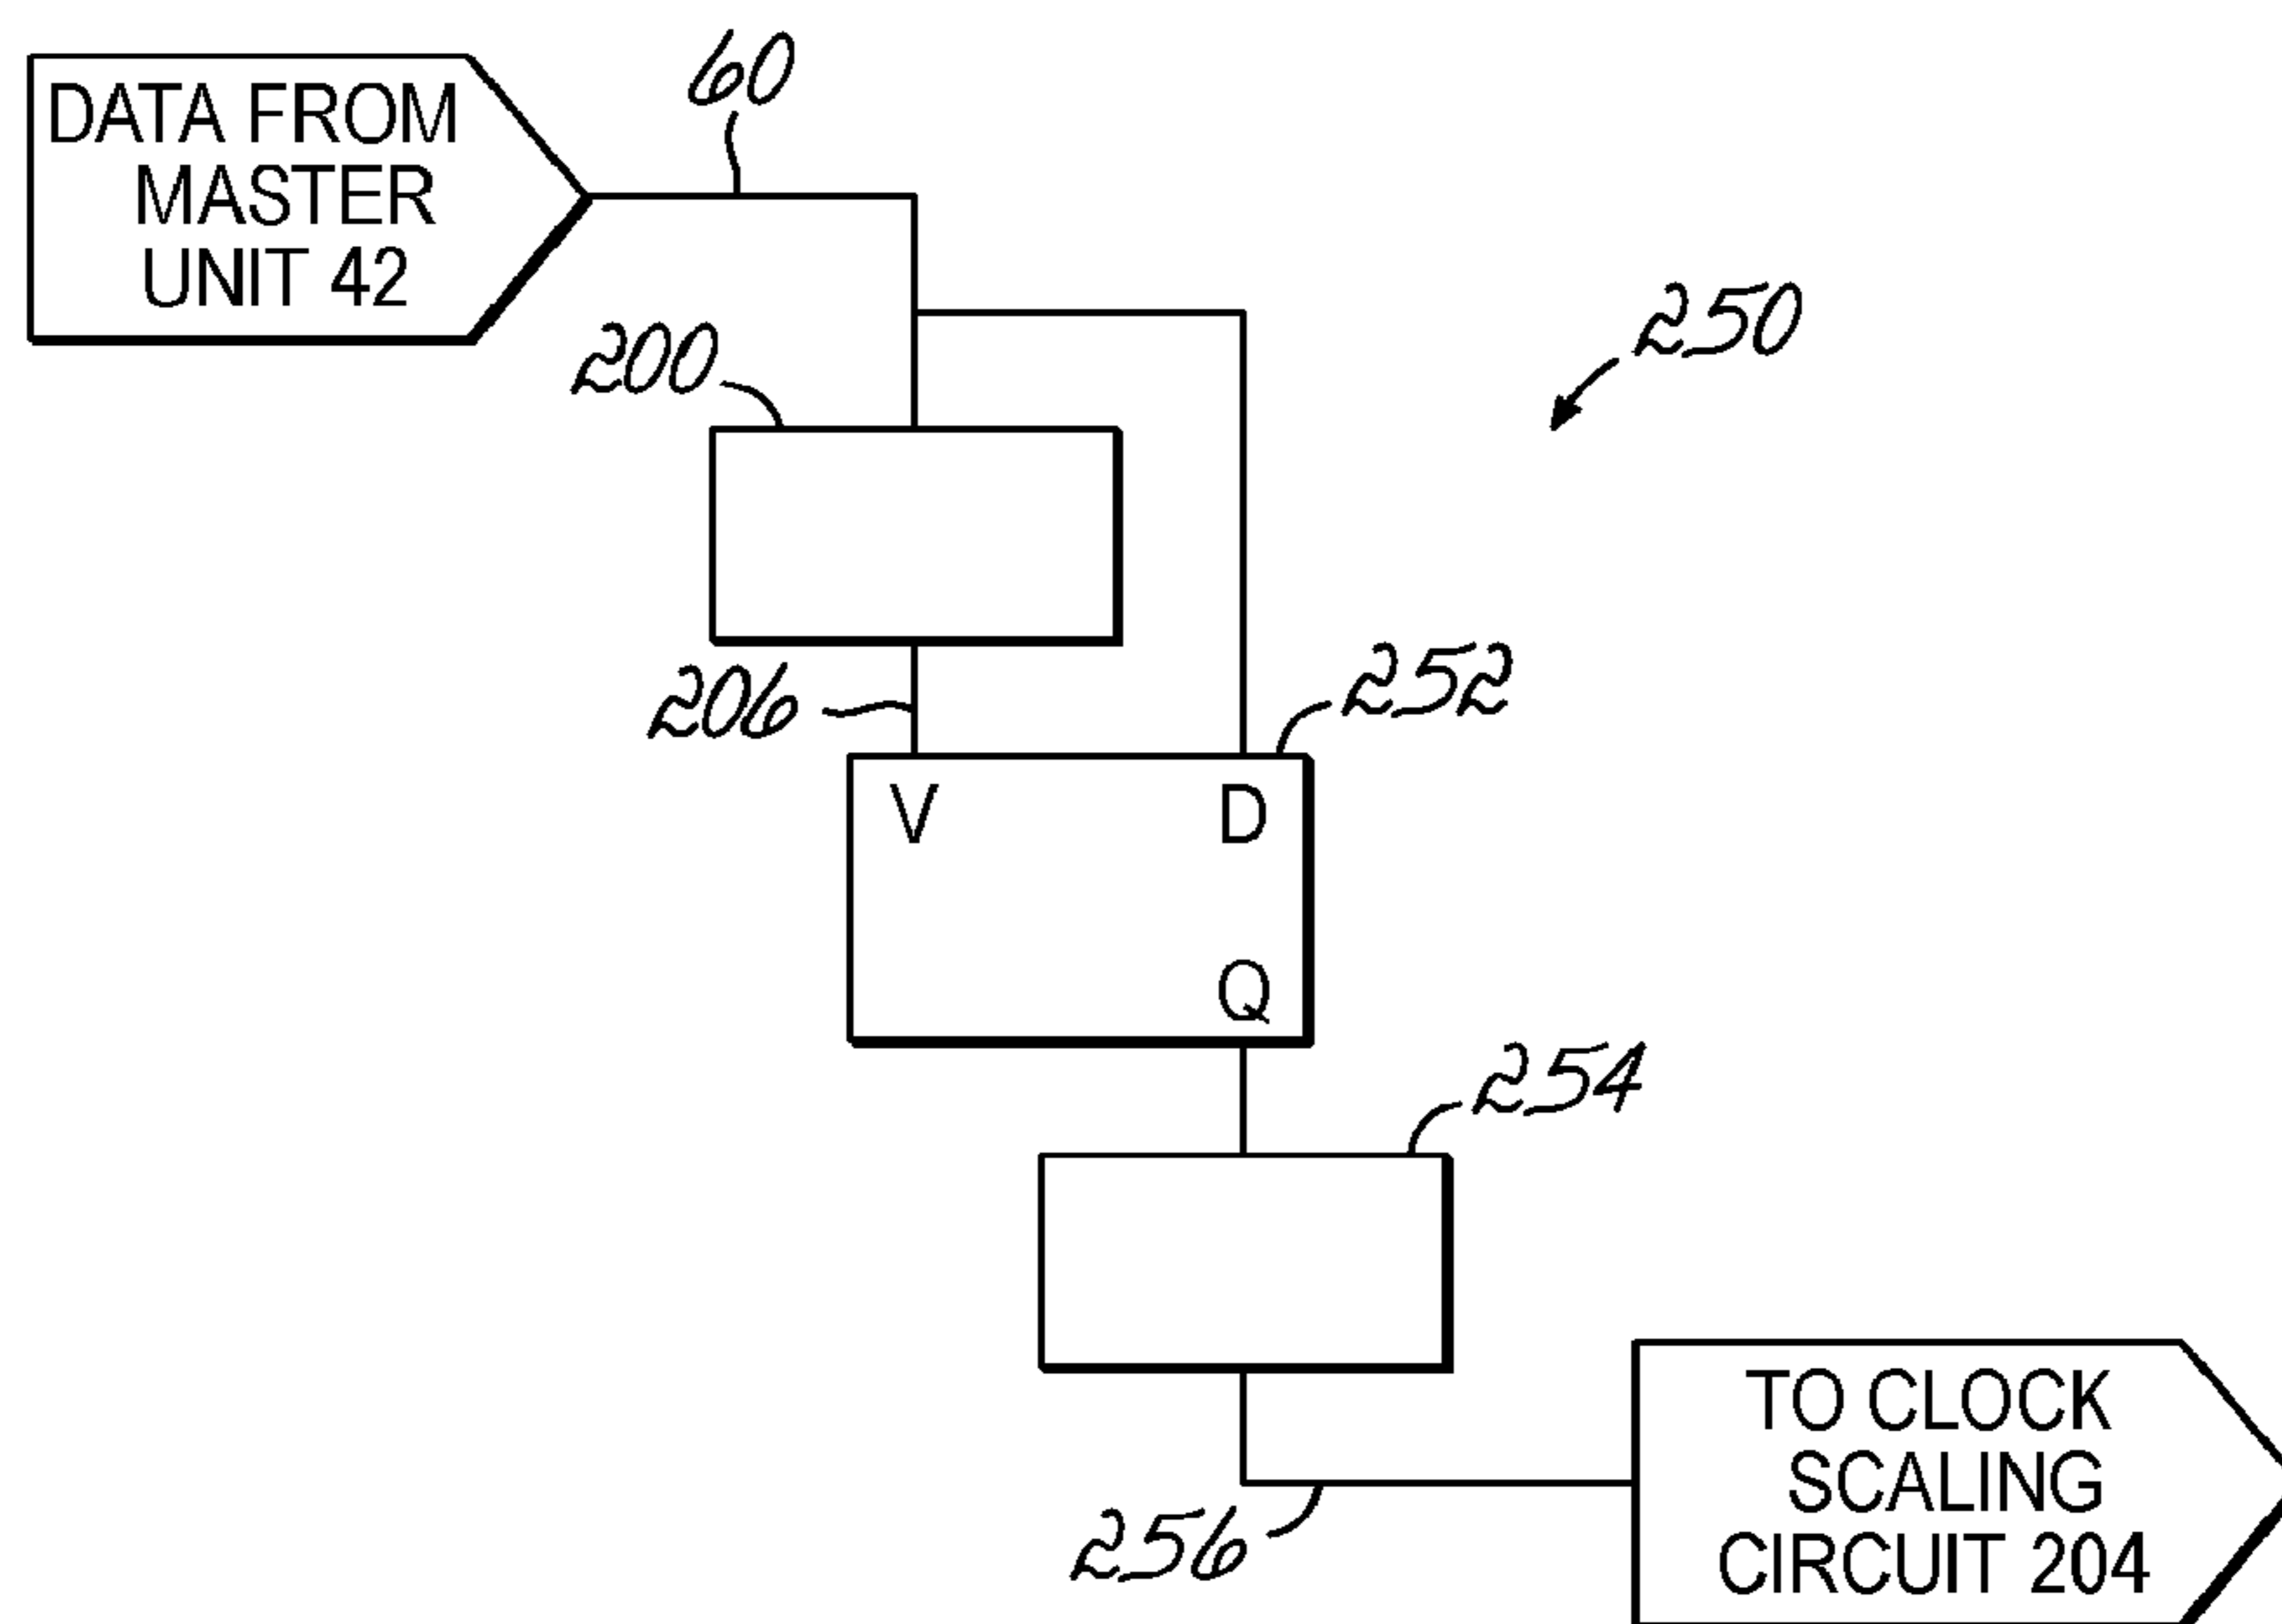 60
DATA FROM
MASTER
UNIT 42
250
200
206
252
V D
Q
254
TO CLOCK
SCALING
CIRCUIT 204
256